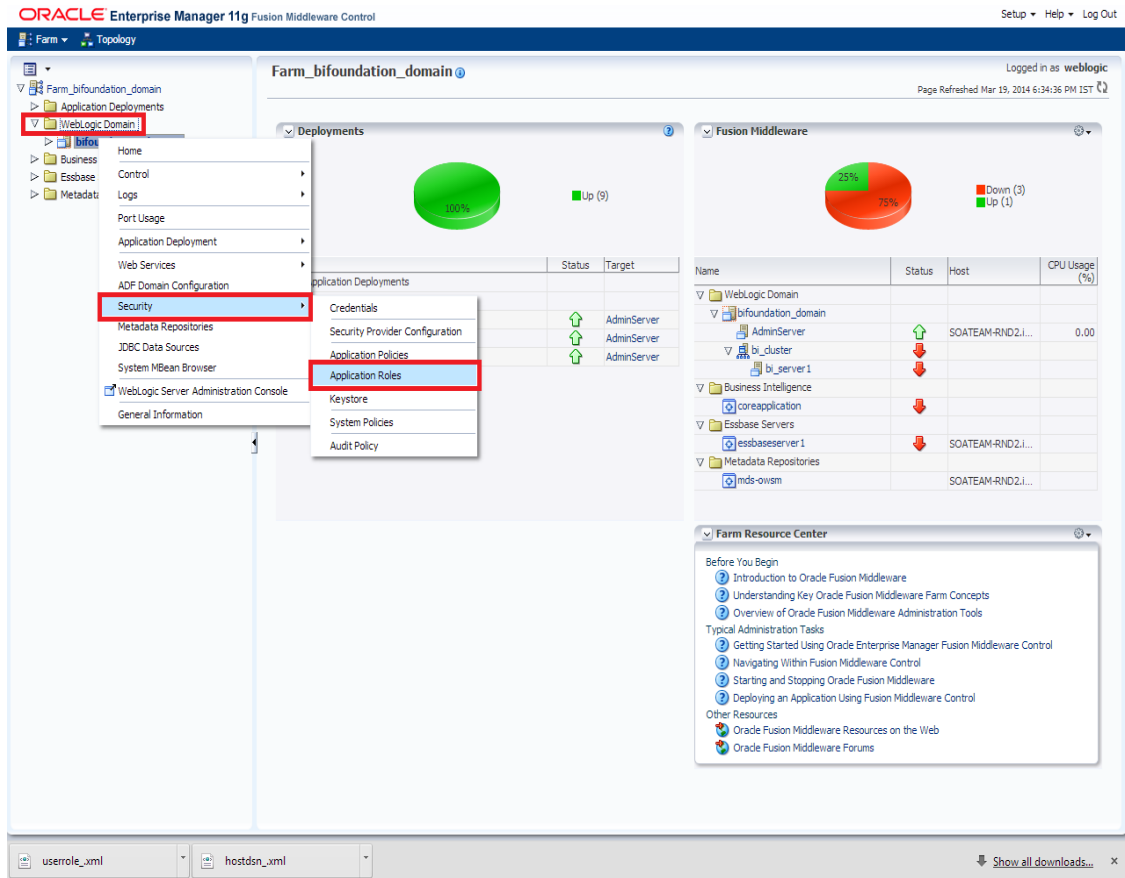 ORACLE Enterprise Manager 11g Fusion Middleware Control
Setup Help Log Out
Farm Topology
Farm_bifoundation_domain
Application Deployments
WebLogic Domain
bifou
Business
Essbase
Metadata
Home
Control
Logs
Port Usage
Application Deployment
Web Services
ADF Domain Configuration
Security
Metadata Repositories
JDBC Data Sources
System MBean Browser
WebLogic Server Administration Console
General Information
Credentials
Security Provider Configuration
Application Policies
Application Roles
Keystore
System Policies
Audit Policy
Farm_bifoundation_domain
Logged in as weblogic
Page Refreshed Mar 19, 2014 6:34:36 PM IST
Deployments
100%
Up (9)
Status Target
pplication Deployments
AdminServer
AdminServer
AdminServer
Fusion Middleware
25%
75%
Down (3)
Up (1)
Name Status Host CPU Usage (%)
WebLogic Domain
bifoundation_domain
AdminServer SOATEAM-RND2.i... 0.00
bi_cluster
bi_server1
Business Intelligence
coreapplication
Essbase Servers
essbaseserver1 SOATEAM-RND2.i...
Metadata Repositories
mds-owsm SOATEAM-RND2.i...
Farm Resource Center
Before You Begin
Introduction to Oracle Fusion Middleware
Understanding Key Oracle Fusion Middleware Farm Concepts
Overview of Oracle Fusion Middleware Administration Tools
Typical Administration Tasks
Getting Started Using Oracle Enterprise Manager Fusion Middleware Control
Navigating Within Fusion Middleware Control
Starting and Stopping Oracle Fusion Middleware
Deploying an Application Using Fusion Middleware Control
Other Resources
Oracle Fusion Middleware Resources on the Web
Oracle Fusion Middleware Forums
userrole_.xml
hostdsn_.xml
Show all downloads...